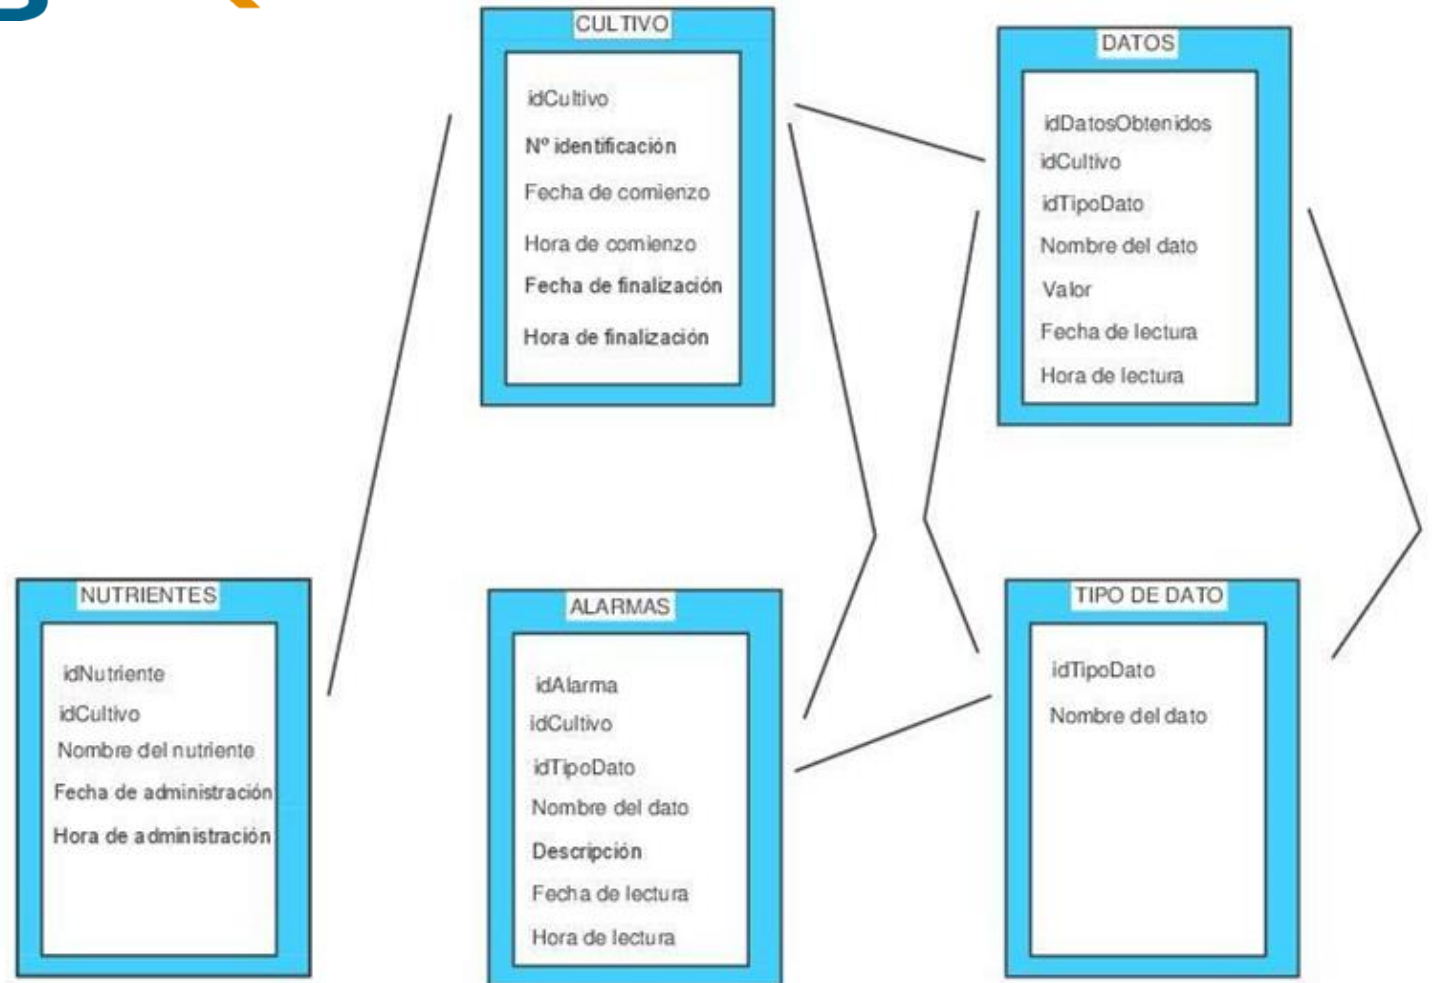 CULTIVO
idCultivo
Nº identificación
Fecha de comienzo
Hora de comienzo
Fecha de finalización
Hora de finalización
DATOS
idDatosObtenidos
idCultivo
idTipoDato
Nombre del dato
Valor
Fecha de lectura
Hora de lectura
NUTRIENTES
idNutriente
idCultivo
Nombre del nutriente
Fecha de administración
Hora de administración
ALARMAS
idAlarma
idCultivo
idTipoDato
Nombre del dato
Descripción
Fecha de lectura
Hora de lectura
TIPO DE DATO
idTipoDato
Nombre del dato